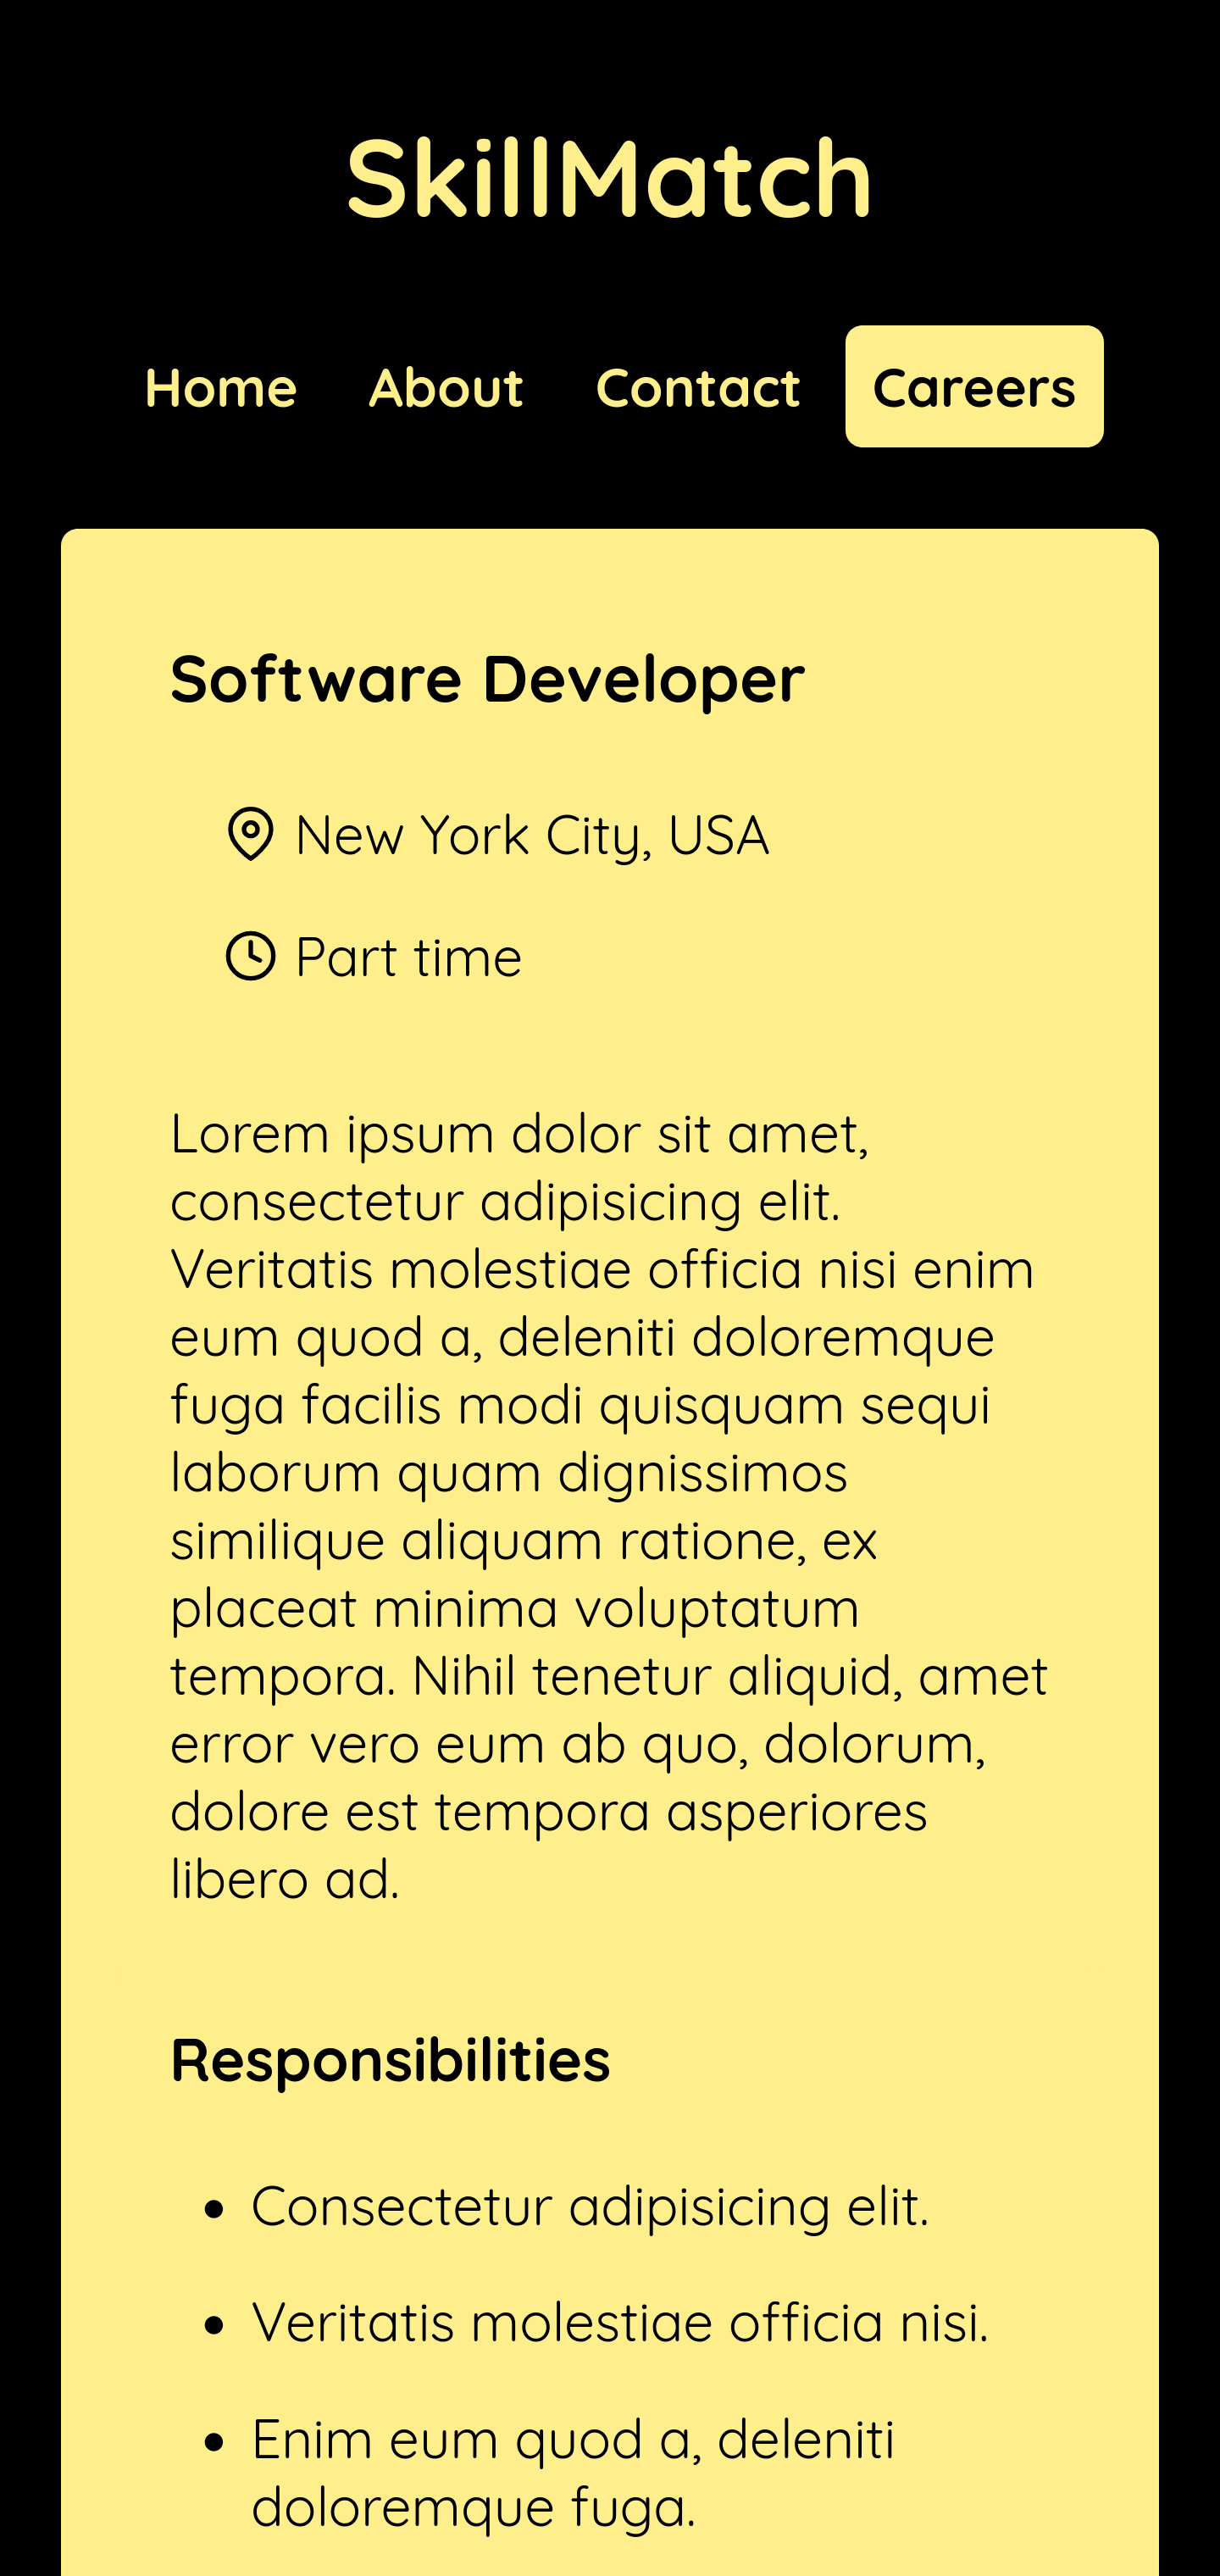 SkillMatch
Home About Contact Careers
Software Developer
New York City, USA
Part time
Lorem ipsum dolor sit amet,
consectetur adipisicing elit.
Veritatis molestiae officia nisi enim
eum quod a, deleniti doloremque
fuga facilis modi quisquam sequi
laborum quam dignissimos
similique aliquam ratione, ex
placeat minima voluptatum
tempora. Nihil tenetur aliquid, amet
error vero eum ab quo, dolorum,
dolore est tempora asperiores
libero ad.
Responsibilities
• Consectetur adipisicing elit.
• Veritatis molestiae officia nisi.
• Enim eum quod a, deleniti
doloremque fuga.